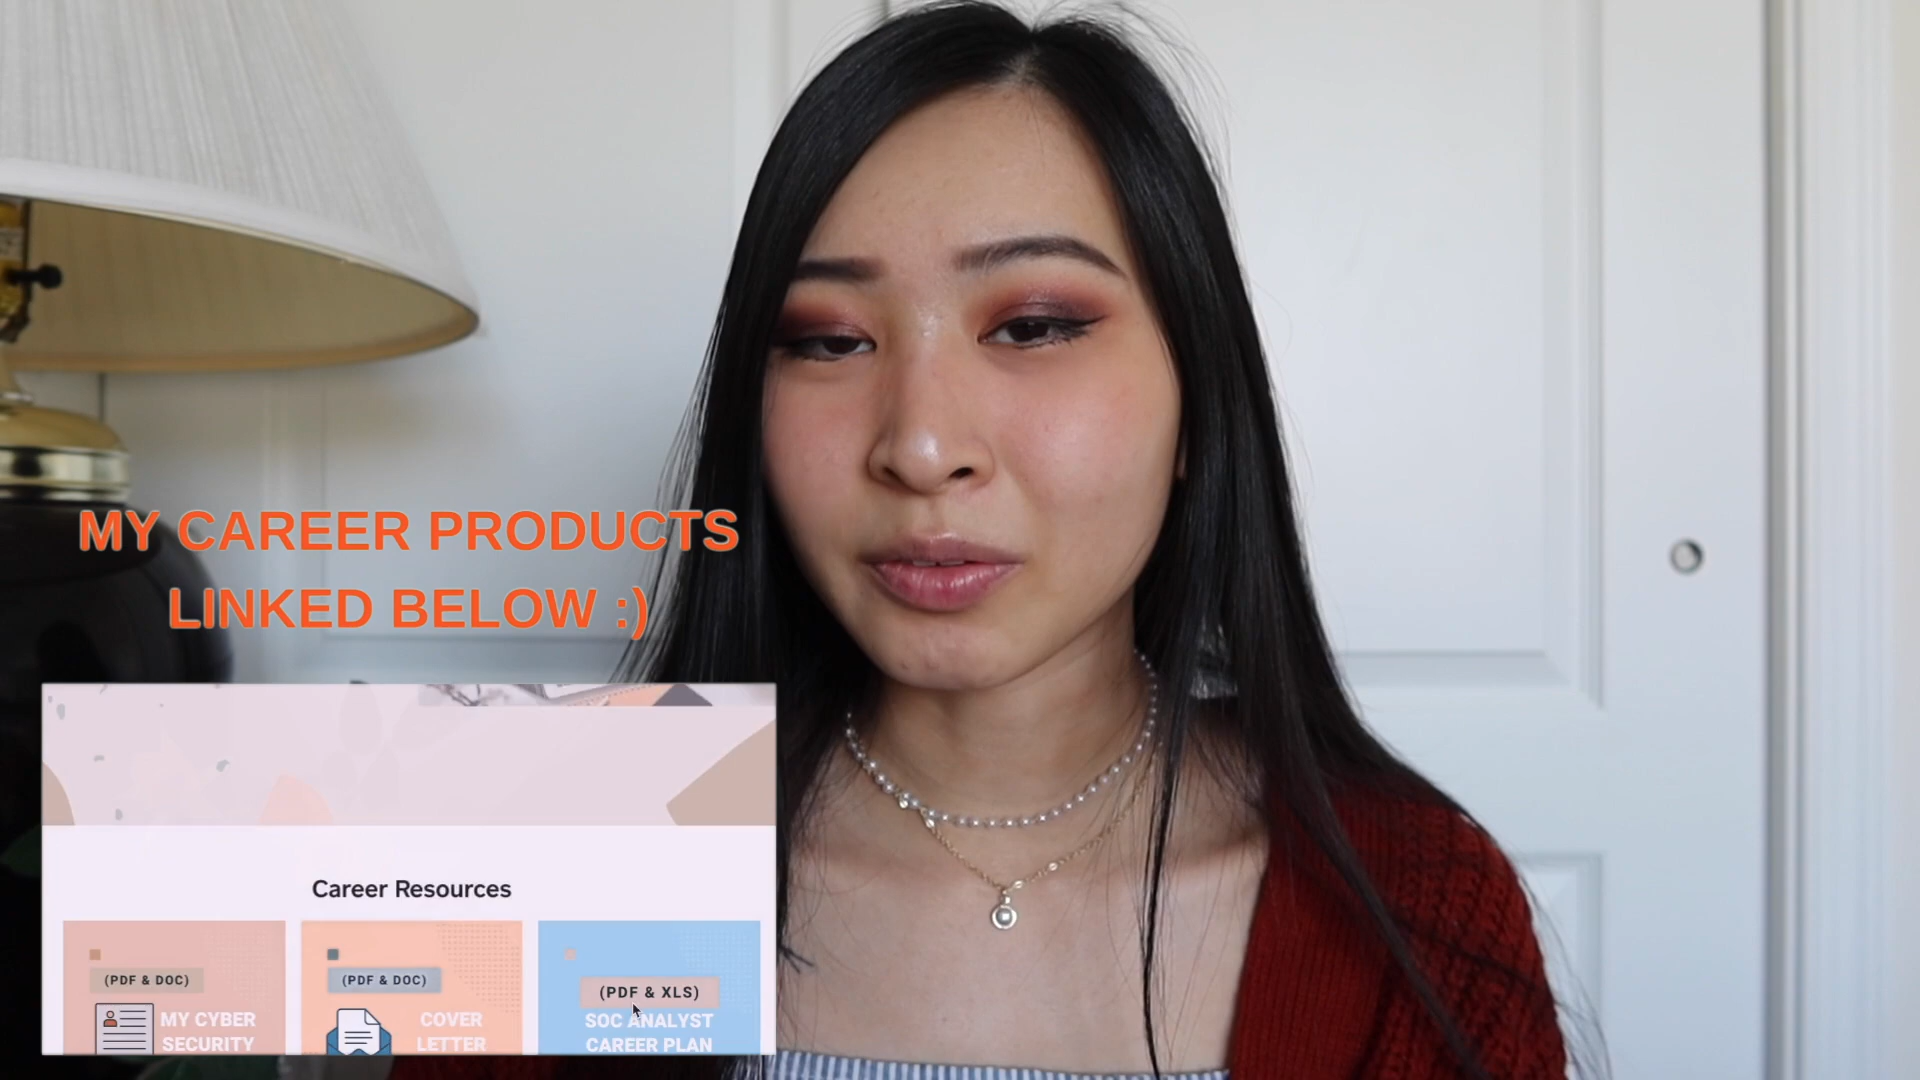 MY CAREER PRODUCTS
LINKED BELOW :)
Career Resources
(PDF & DOC)
MY CYBER
SECURITY
(PDF & DOC)
COVER
LETTER
(PDF & XLS)
SOC ANALYST
CAREER PLAN